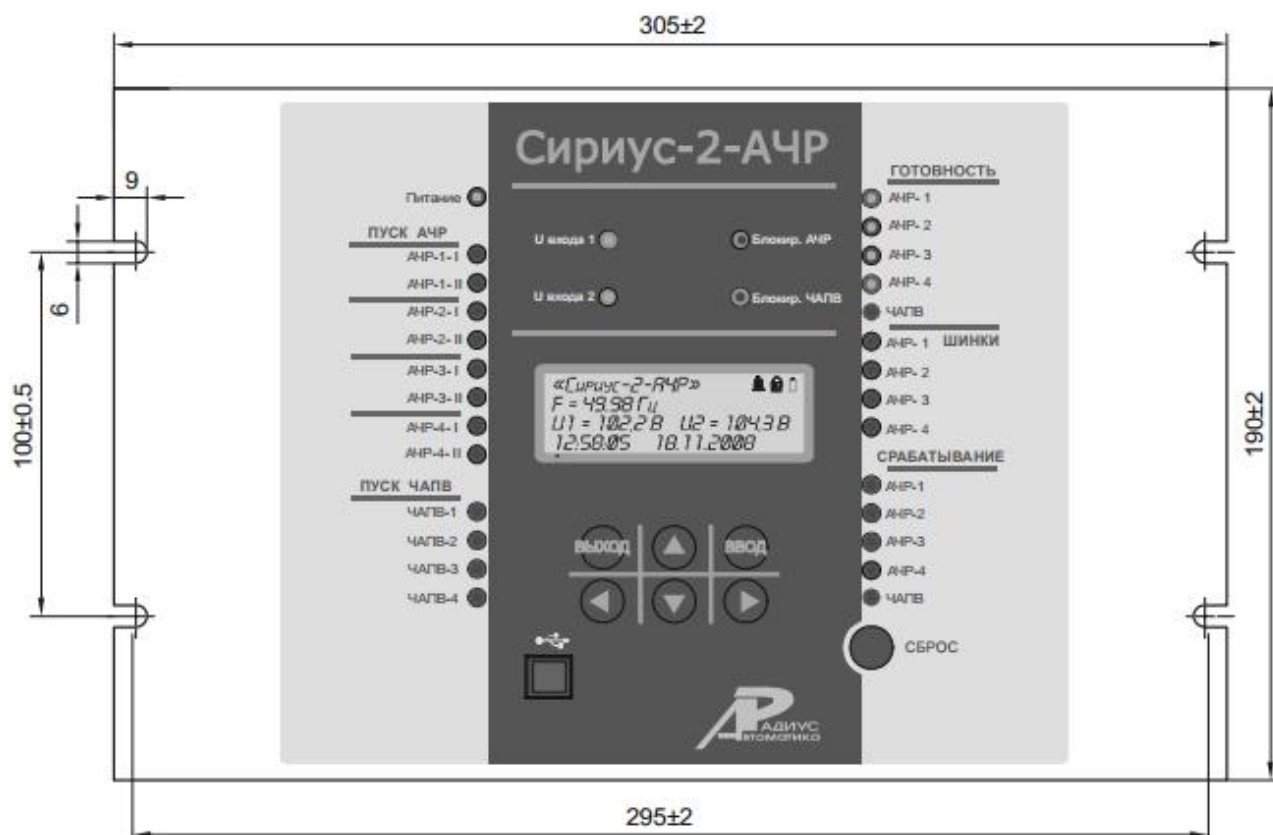 305±2
Сириус-2-АЧР
9
6
100±0.5
190±2
Питание
ПУСК АЧР
АЧР-1-I
АЧР-1-II
АЧР-2-I
АЧР-2-II
АЧР-3-I
АЧР-3-II
АЧР-4-I
АЧР-4-II
ПУСК ЧАПВ
ЧАПВ-1
ЧАПВ-2
ЧАПВ-3
ЧАПВ-4
U входа 1
Блокир. АЧР
U входа 2
Блокир. ЧАПВ
«Сириус-2-АЧР»
F = 49.98 Гц
U1 = 102,2 В U2 = 104,3 В
12:58:05 18.11.2008
ВЫХОД
ВВОД
РАДИУС
Автоматика
ГОТОВНОСТЬ
АЧР- 1
АЧР- 2
АЧР- 3
АЧР- 4
ЧАПВ
ШИНКИ
АЧР- 1
АЧР- 2
АЧР- 3
АЧР- 4
СРАБАТЫВАНИЕ
АЧР-1
АЧР-2
АЧР-3
АЧР-4
ЧАПВ
СБРОС
295±2